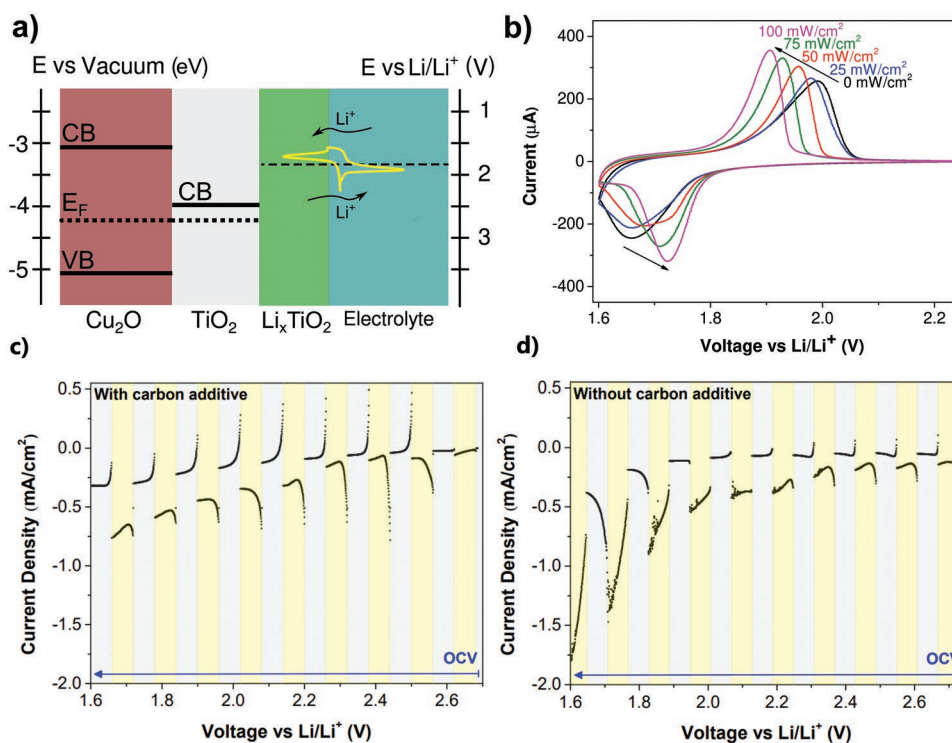 a)
E vs Vacuum (eV)
E vs Li/Li⁺ (V)
-3
-4
-5
CB
E_F
VB
CB
Li⁺
Li⁺
1
2
3
Cu₂O
TiO₂
LiₓTiO₂
Electrolyte
b)
Current (µA)
400
200
0
-200
-400
100 mW/cm²
75 mW/cm²
50 mW/cm²
25 mW/cm²
0 mW/cm²
1.6
1.8
2.0
2.2
Voltage vs Li/Li⁺ (V)
c)
With carbon additive
Current Density (mA/cm²)
0.5
0.0
-0.5
-1.0
-1.5
-2.0
OCV
1.6
1.8
2.0
2.2
2.4
2.6
Voltage vs Li/Li⁺ (V)
d)
Without carbon additive
Current Density (mA/cm²)
0.5
0.0
-0.5
-1.0
-1.5
-2.0
OCV
1.6
1.8
2.0
2.2
2.4
2.6
Voltage vs Li/Li⁺ (V)